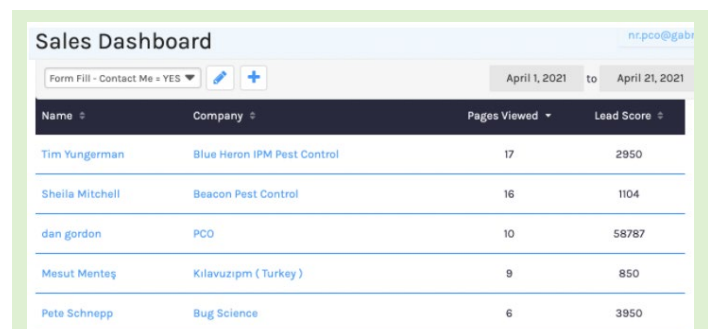 Sales Dashboard
nr.pco@gabr
Form Fill - Contact Me = YES
April 1, 2021 to April 21, 2021
Name Company Pages Viewed Lead Score
Tim Yungerman Blue Heron IPM Pest Control 17 2950
Sheila Mitchell Beacon Pest Control 16 1104
dan gordon PCO 10 58787
Mesut Menteş Kılavuzıpm ( Turkey ) 9 850
Pete Schnepp Bug Science 6 3950